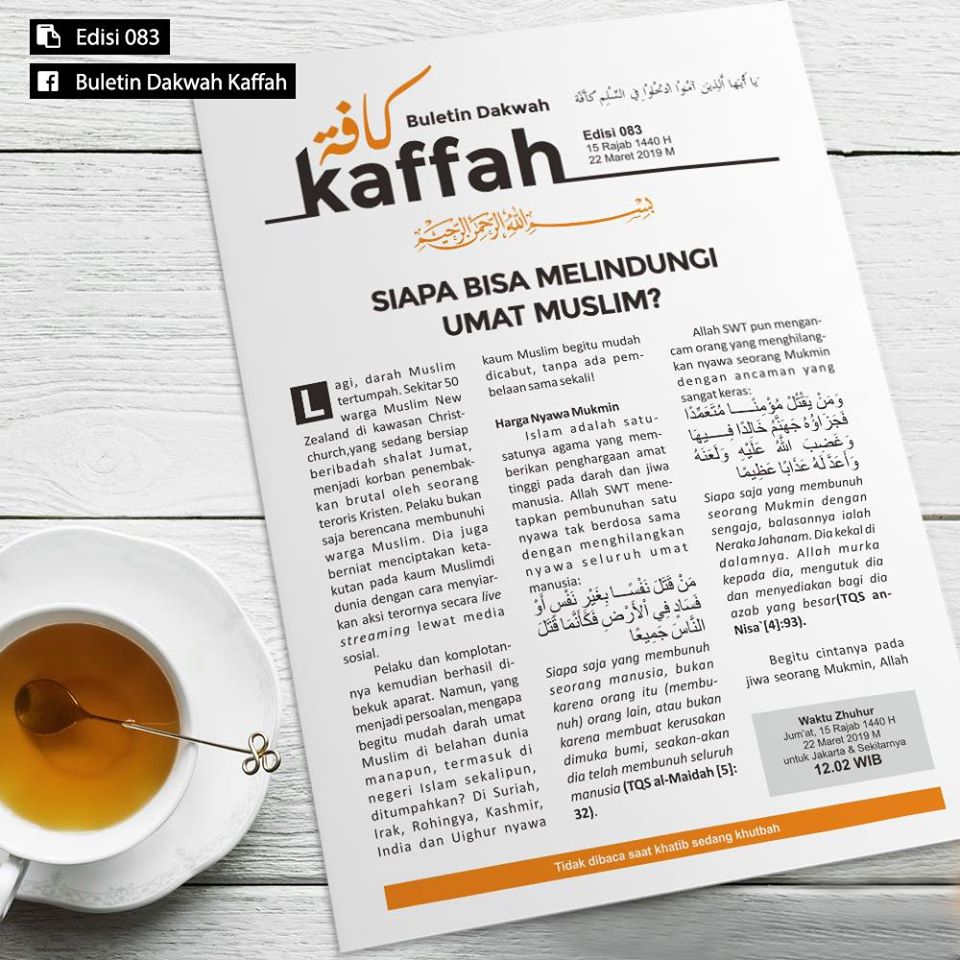 Edisi 083
Buletin Dakwah Kaffah
كافة
Buletin Dakwah
kaffah
يَا أَيُّهَا الَّذِينَ آمَنُوا ادْخُلُوا فِي السِّلْمِ كَافَّةً
Edisi 083
15 Rajab 1440 H
22 Maret 2019 M
بِسْمِ اللهِ الرَّحْمَنِ الرَّحِيْمِ
SIAPA BISA MELINDUNGI
UMAT MUSLIM?
Lagi, darah Muslim
tertumpah. Sekitar 50
warga Muslim New
Zealand di kawasan Christ-
church,yang sedang bersiap
beribadah shalat Jumat,
menjadi korban penembak-
an brutal oleh seorang
teroris Kristen. Pelaku bukan
saja berencana membunuhi
warga Muslim. Dia juga
berniat menciptakan keta-
kutan pada kaum Muslimdi
dunia dengan cara menyiar-
kan aksi terornya secara live
streaming lewat media
sosial.
Pelaku dan komplotan-
nya kemudian berhasil di-
bekuk aparat. Namun, yang
menjadi persoalan, mengapa
begitu mudah darah umat
Muslim di belahan dunia
manapun, termasuk di
negeri Islam sekalipun,
ditumpahkan? Di Suriah,
Irak, Rohingya, Kashmir,
India dan Uighur nyawa
kaum Muslim begitu mudah
dicabut, tanpa ada pem-
belaan sama sekali!
Harga Nyawa Mukmin
Islam adalah satu-
satunya agama yang mem-
berikan penghargaan amat
tinggi pada darah dan jiwa
manusia. Allah SWT mene-
tapkan pembunuhan satu
nyawa tak berdosa sama
dengan menghilangkan
nyawa seluruh umat
manusia:
مَنْ قَتَلَ نَفْسًـــا بِغَيْرِ نَفْسٍ أَوْ
فَسَادٍ فِي الْأَرْضِ فَكَأَنَّمَا قَتَلَ
النَّاسَ جَمِيعًا
Siapa saja yang membunuh
seorang manusia, bukan
karena orang itu (membu-
nuh) orang lain, atau bukan
karena membuat kerusakan
dimuka bumi, seakan-akan
dia telah membunuh seluruh
manusia (TQS al-Maidah [5]:
32).
Allah SWT pun mengan-
cam orang yang menghilang-
kan nyawa seorang Mukmin
dengan ancaman yang
sangat keras:
وَمَنْ يَقْتُلْ مُؤْمِنًـــا مُتَعَمِّدًا
فَجَزَاؤُهُ جَهَنَّمُ خَالِدًا فِــيهَا
وَغَضِبَ اللَّهُ عَلَيْهِ وَلَعَنَهُ
وَأَعَدَّ لَهُ عَذَابًا عَظِيمًا
Siapa saja yang membunuh
seorang Mukmin dengan
sengaja, balasannya ialah
Neraka Jahanam. Dia kekal di
dalamnya. Allah murka
kepada dia, mengutuk dia
dan menyediakan bagi dia
azab yang besar(TQS an-
Nisa`[4]:93).
Begitu cintanya pada
jiwa seorang Mukmin, Allah
Waktu Zhuhur
Jum'at, 15 Rajab 1440 H
22 Maret 2019 M
untuk Jakarta & Sekitarnya
12.02 WIB
Tidak dibaca saat khatib sedang khutbah